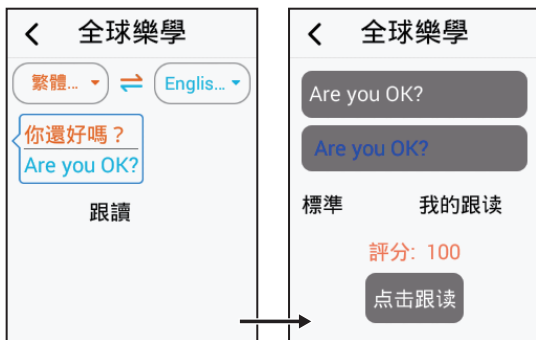 全球樂學
繁體... Englis...
你還好嗎？
Are you OK?
跟讀
全球樂學
Are you OK?
Are you OK?
標準 我的跟读
評分: 100
点击跟读